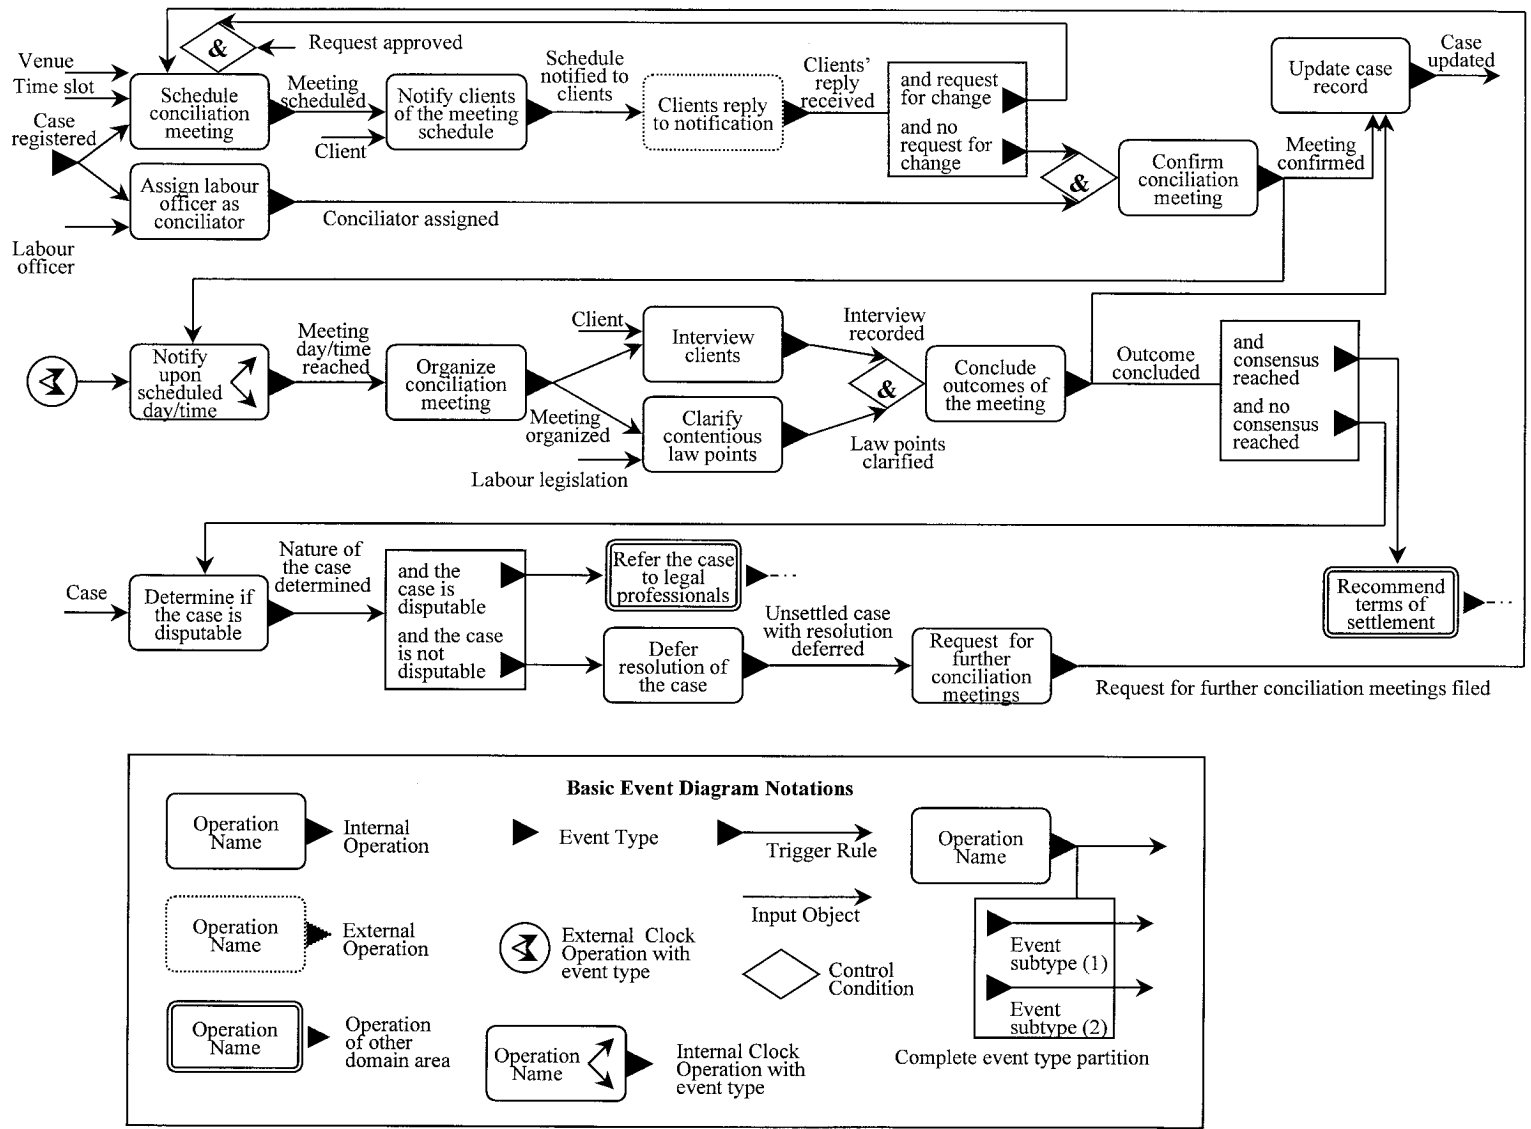 &
Request approved
Venue
Time slot
Case
registered
Schedule
conciliation
meeting
Meeting
scheduled
Notify clients
of the meeting
schedule
Client
Schedule
notified to
clients
Clients reply
to notification
Clients'
reply
received
and request
for change
and no
request for
change
Update case
record
Case
updated
Assign labour
officer as
conciliator
Labour
officer
Conciliator assigned
&
Confirm
conciliation
meeting
Meeting
confirmed
Notify
upon
scheduled
day/time
Meeting
day/time
reached
Organize
conciliation
meeting
Meeting
organized
Client
Interview
clients
Clarify
contentious
law points
Labour legislation
Interview
recorded
&
Law points
clarified
Conclude
outcomes of
the meeting
Outcome
concluded
and
consensus
reached
and no
consensus
reached
Case
Determine if
the case is
disputable
Nature of
the case
determined
and the
case is
disputable
and the case
is not
disputable
Refer the case
to legal
professionals
Defer
resolution of
the case
Unsettled case
with resolution
deferred
Request for
further
conciliation
meetings
Request for further conciliation meetings filed
Recommend
terms of
settlement
Basic Event Diagram Notations
Operation
Name
Internal
Operation
Event Type
Trigger Rule
Operation
Name
Operation
Name
External
Operation
External Clock
Operation with
event type
Input Object
Control
Condition
Event
subtype (1)
Event
subtype (2)
Complete event type partition
Operation
Name
Operation
of other
domain area
Operation
Name
Internal Clock
Operation with
event type